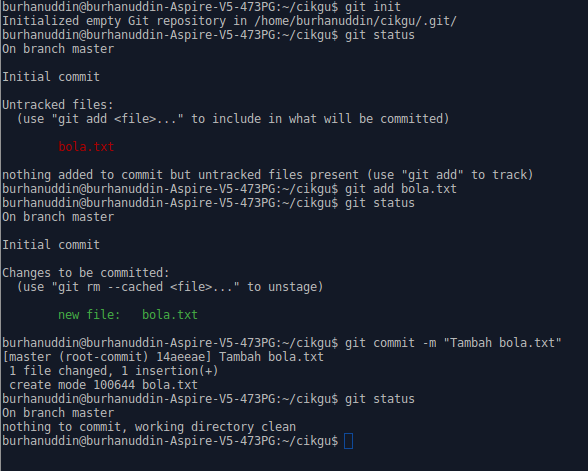 burhanuddin@burhanuddin-Aspire-V5-473PG:~/cikgu$ git init
Initialized empty Git repository in /home/burhanuddin/cikgu/.git/
burhanuddin@burhanuddin-Aspire-V5-473PG:~/cikgu$ git status
On branch master
Initial commit
Untracked files:
  (use "git add <file>..." to include in what will be committed)
        bola.txt
nothing added to commit but untracked files present (use "git add" to track)
burhanuddin@burhanuddin-Aspire-V5-473PG:~/cikgu$ git add bola.txt
burhanuddin@burhanuddin-Aspire-V5-473PG:~/cikgu$ git status
On branch master
Initial commit
Changes to be committed:
  (use "git rm --cached <file>..." to unstage)
        new file:   bola.txt
burhanuddin@burhanuddin-Aspire-V5-473PG:~/cikgu$ git commit -m "Tambah bola.txt"
[master (root-commit) 14aeeae] Tambah bola.txt
 1 file changed, 1 insertion(+)
 create mode 100644 bola.txt
burhanuddin@burhanuddin-Aspire-V5-473PG:~/cikgu$ git status
On branch master
nothing to commit, working directory clean
burhanuddin@burhanuddin-Aspire-V5-473PG:~/cikgu$